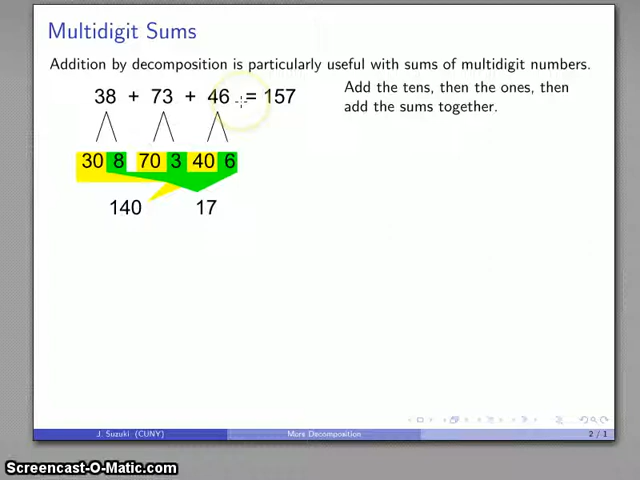 Multidigit Sums
Addition by decomposition is particularly useful with sums of multidigit numbers.
38 + 73 + 46 = 157
Add the tens, then the ones, then
add the sums together.
30 8 70 3 40 6
140 17
J. Suzuki (CUNY) More Decomposition 2 / 1
Screencast-O-Matic.com